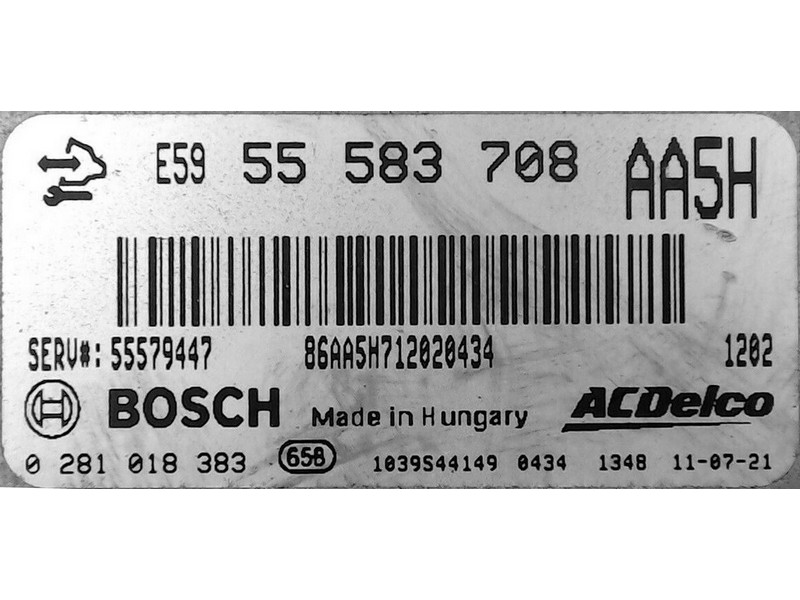 E59 55 583 708 AA5H
SERV#: 55579447 86AA5H712020434 1202
BOSCH Made in Hungary ACDelco
0 281 018 383 658 1039S44149 0434 1348 11-07-21